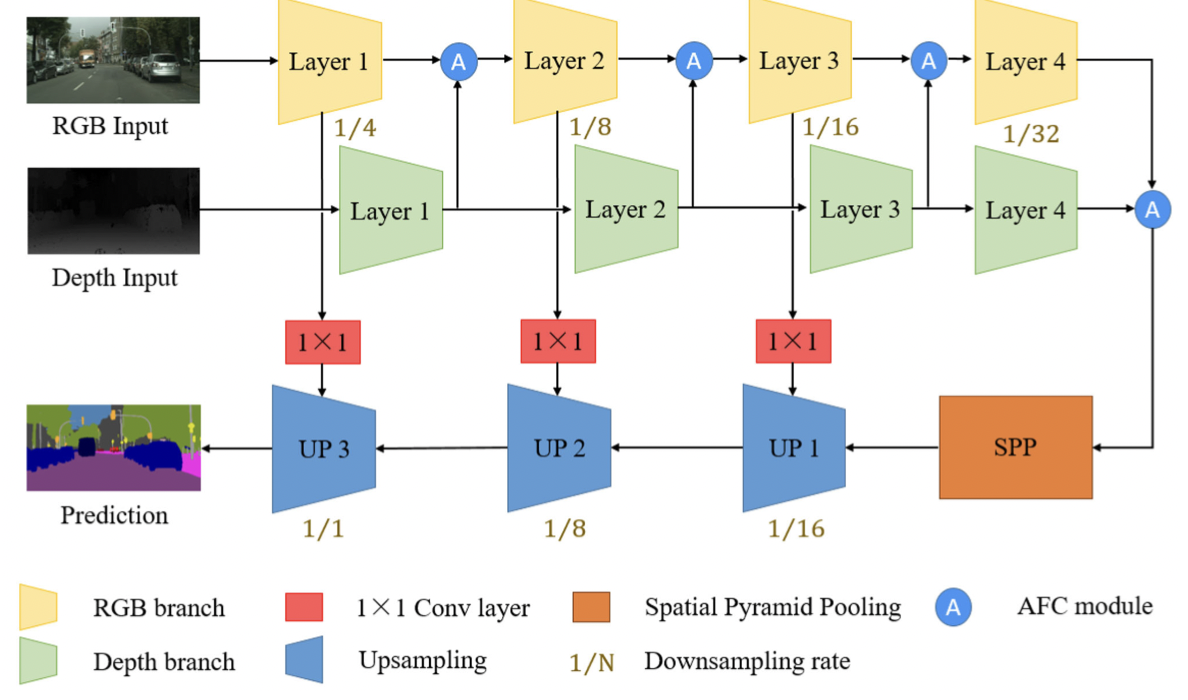 Layer 1
A
Layer 2
A
Layer 3
A
Layer 4
RGB Input
1/4
1/8
1/16
1/32
Layer 1
Layer 2
Layer 3
Layer 4
A
Depth Input
1×1
1×1
1×1
UP 3
UP 2
UP 1
SPP
Prediction
1/1
1/8
1/16
RGB branch
1×1 Conv layer
Spatial Pyramid Pooling
A
AFC module
Depth branch
Upsampling
1/N
Downsampling rate